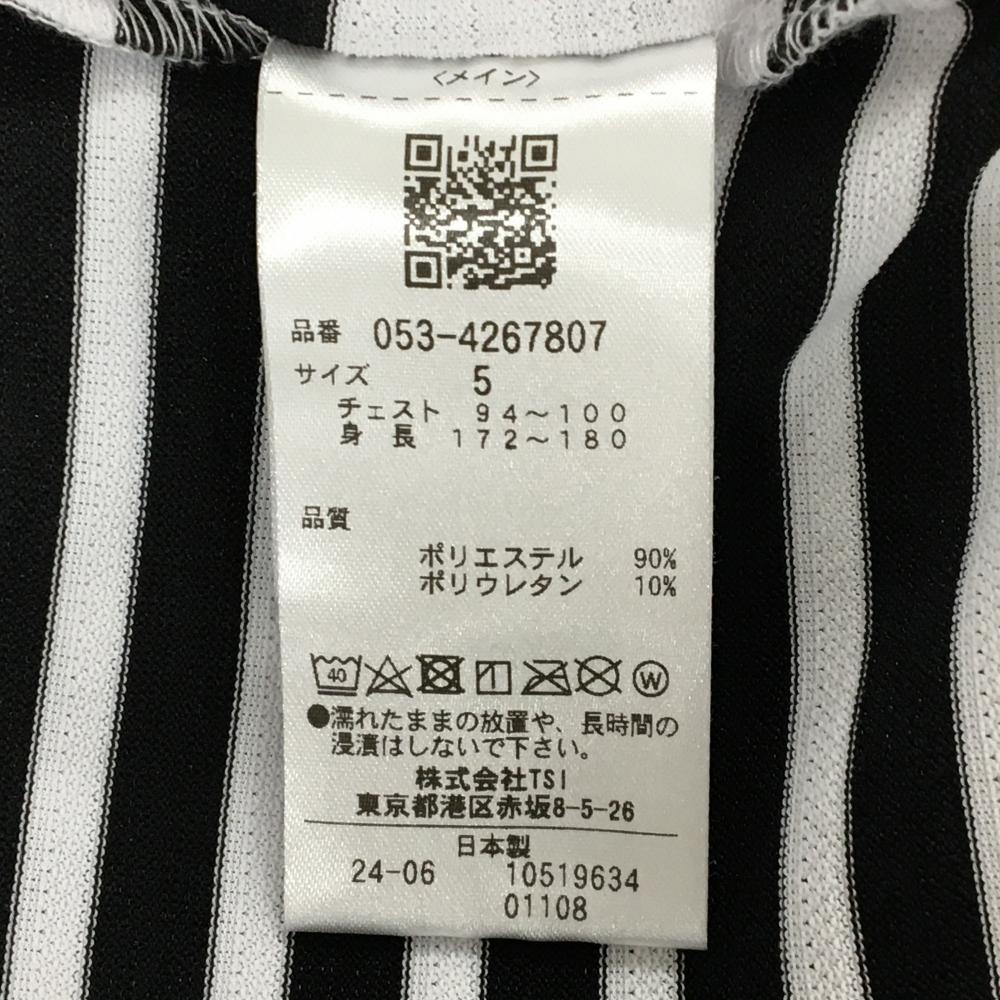 〈メイン〉
品番 053-4267807
サイズ 5
チェスト 94～100
身長 172～180
品質
ポリエステル 90%
ポリウレタン 10%
40 W
●濡れたままの放置や、長時間の
浸漬はしないで下さい。
株式会社TSI
東京都港区赤坂8-5-26
日本製
24-06 10519634
01108